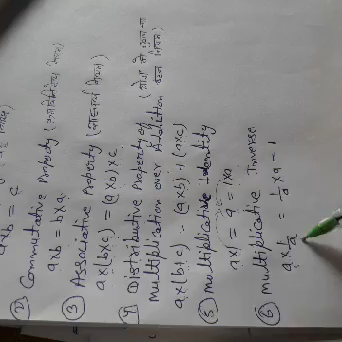 a×b = c
② Commutative Property (क्रमविनिमेय नियम)
a×b = b×a
③ Associative Property (साहचर्य नियम)
a×(b×c) = (a×b)×c
④ Distributive Property of
multiplication over Addition
a×(b+c) = (a×b)+(a×c)
⑤ multiplicative identity
a×1 = a = 1×a
⑥ multiplicative Inverse
a×1/a = 1/a×a = 1